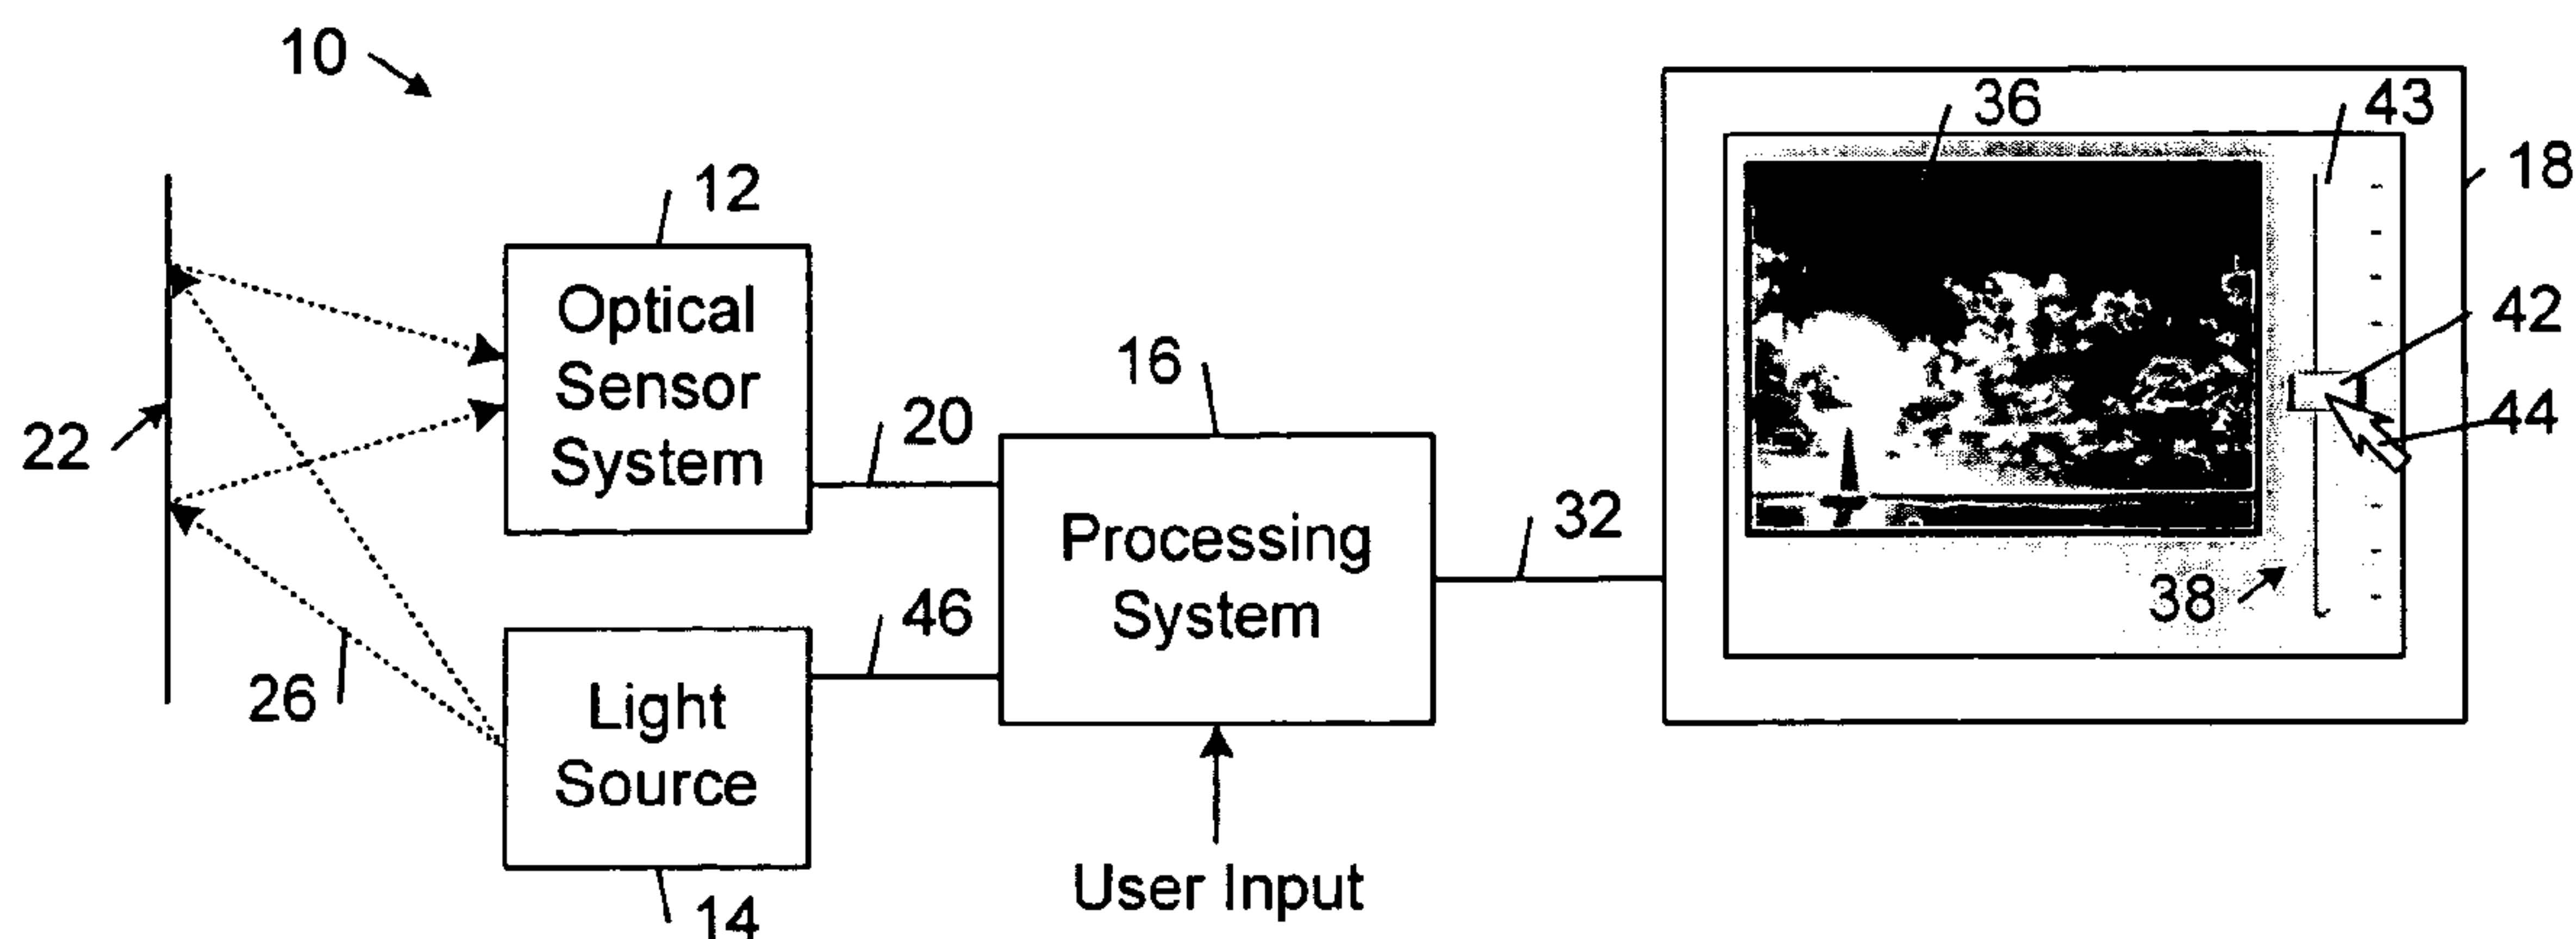 10
36
43
12
18
Optical
Sensor
System
42
16
20
44
22
Processing
System
32
38
46
26
Light
Source
User Input
14